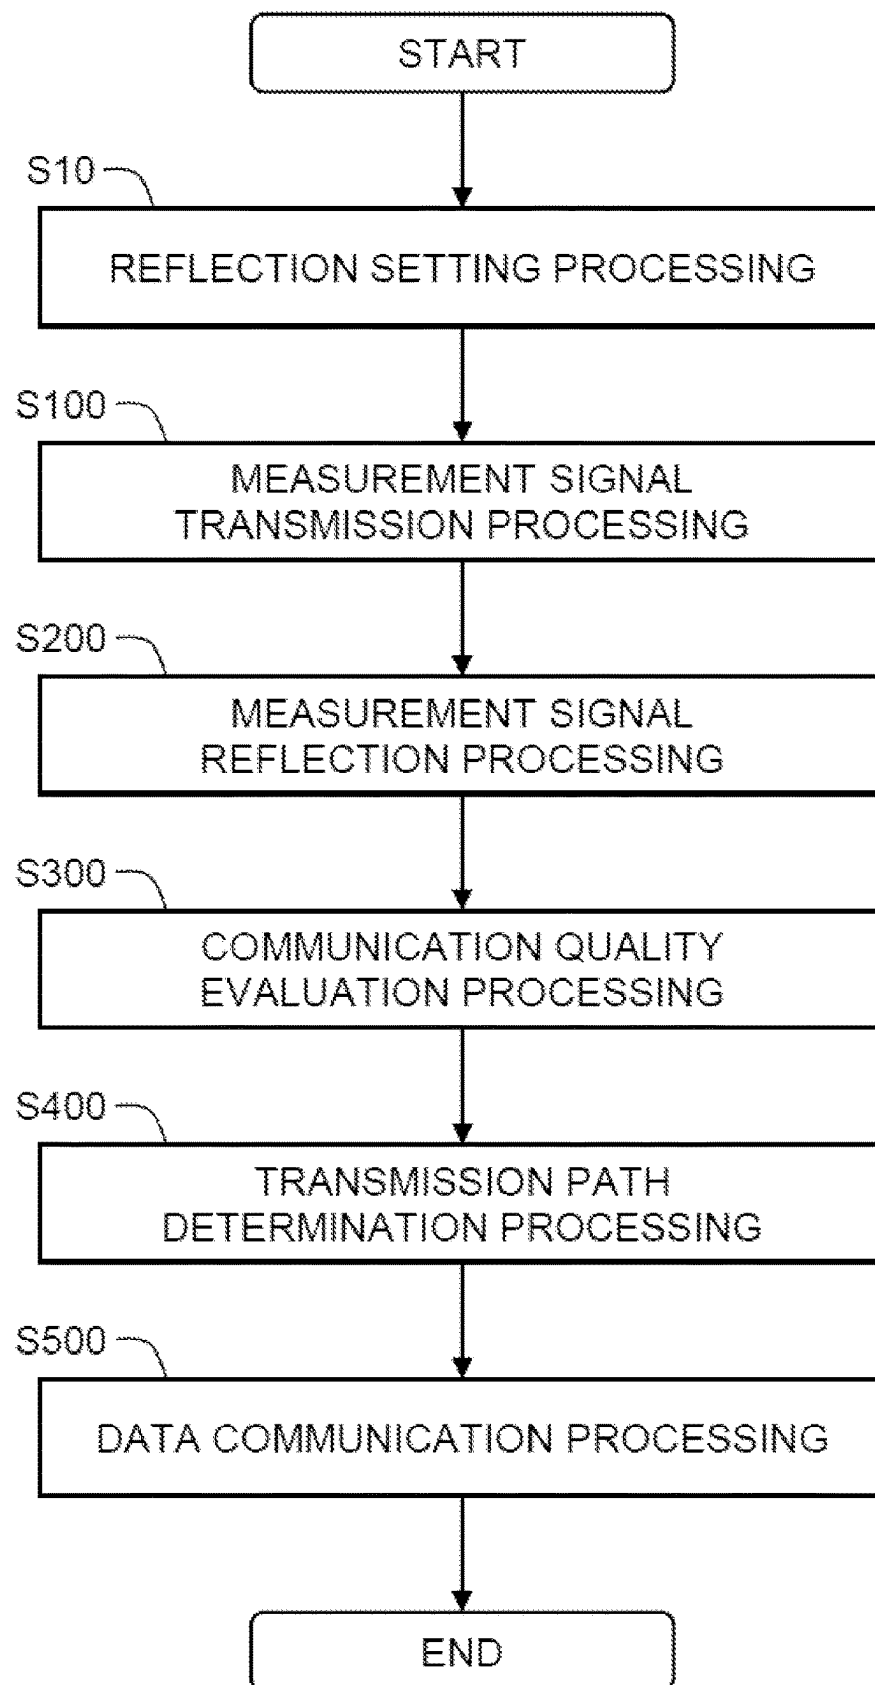 START
S10
REFLECTION SETTING PROCESSING
S100
MEASUREMENT SIGNAL
TRANSMISSION PROCESSING
S200
MEASUREMENT SIGNAL
REFLECTION PROCESSING
S300
COMMUNICATION QUALITY
EVALUATION PROCESSING
S400
TRANSMISSION PATH
DETERMINATION PROCESSING
S500
DATA COMMUNICATION PROCESSING
END